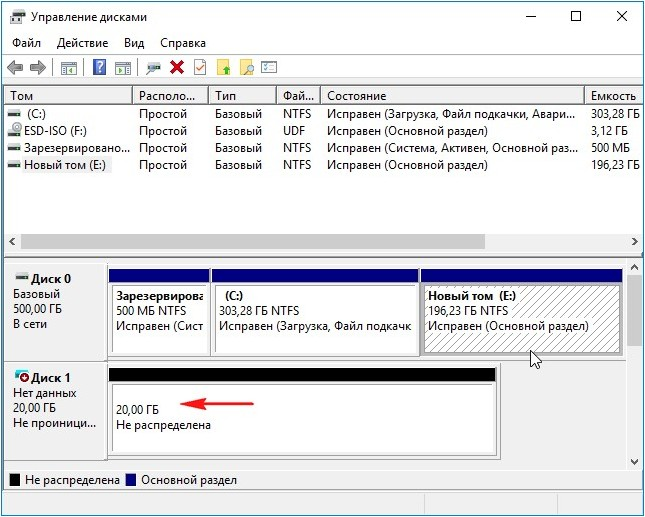 Управление дисками
Файл Действие Вид Справка
Том Располо... Тип Фай... Состояние Емкость
(C:) Простой Базовый NTFS Исправен (Загрузка, Файл подкачки, Авари... 303,28 ГБ
ESD-ISO (F:) Простой Базовый UDF Исправен (Основной раздел) 3,12 ГБ
Зарезервировано... Простой Базовый NTFS Исправен (Система, Активен, Основной раз... 500 МБ
Новый том (E:) Простой Базовый NTFS Исправен (Основной раздел) 196,23 ГБ
Диск 0
Базовый
500,00 ГБ
В сети
Зарезервирова
500 МБ NTFS
Исправен (Сист
(C:)
303,28 ГБ NTFS
Исправен (Загрузка, Файл подкачк
Новый том (E:)
196,23 ГБ NTFS
Исправен (Основной раздел)
Диск 1
Нет данных
20,00 ГБ
Не проиници...
20,00 ГБ
Не распределена
Не распределена Основной раздел